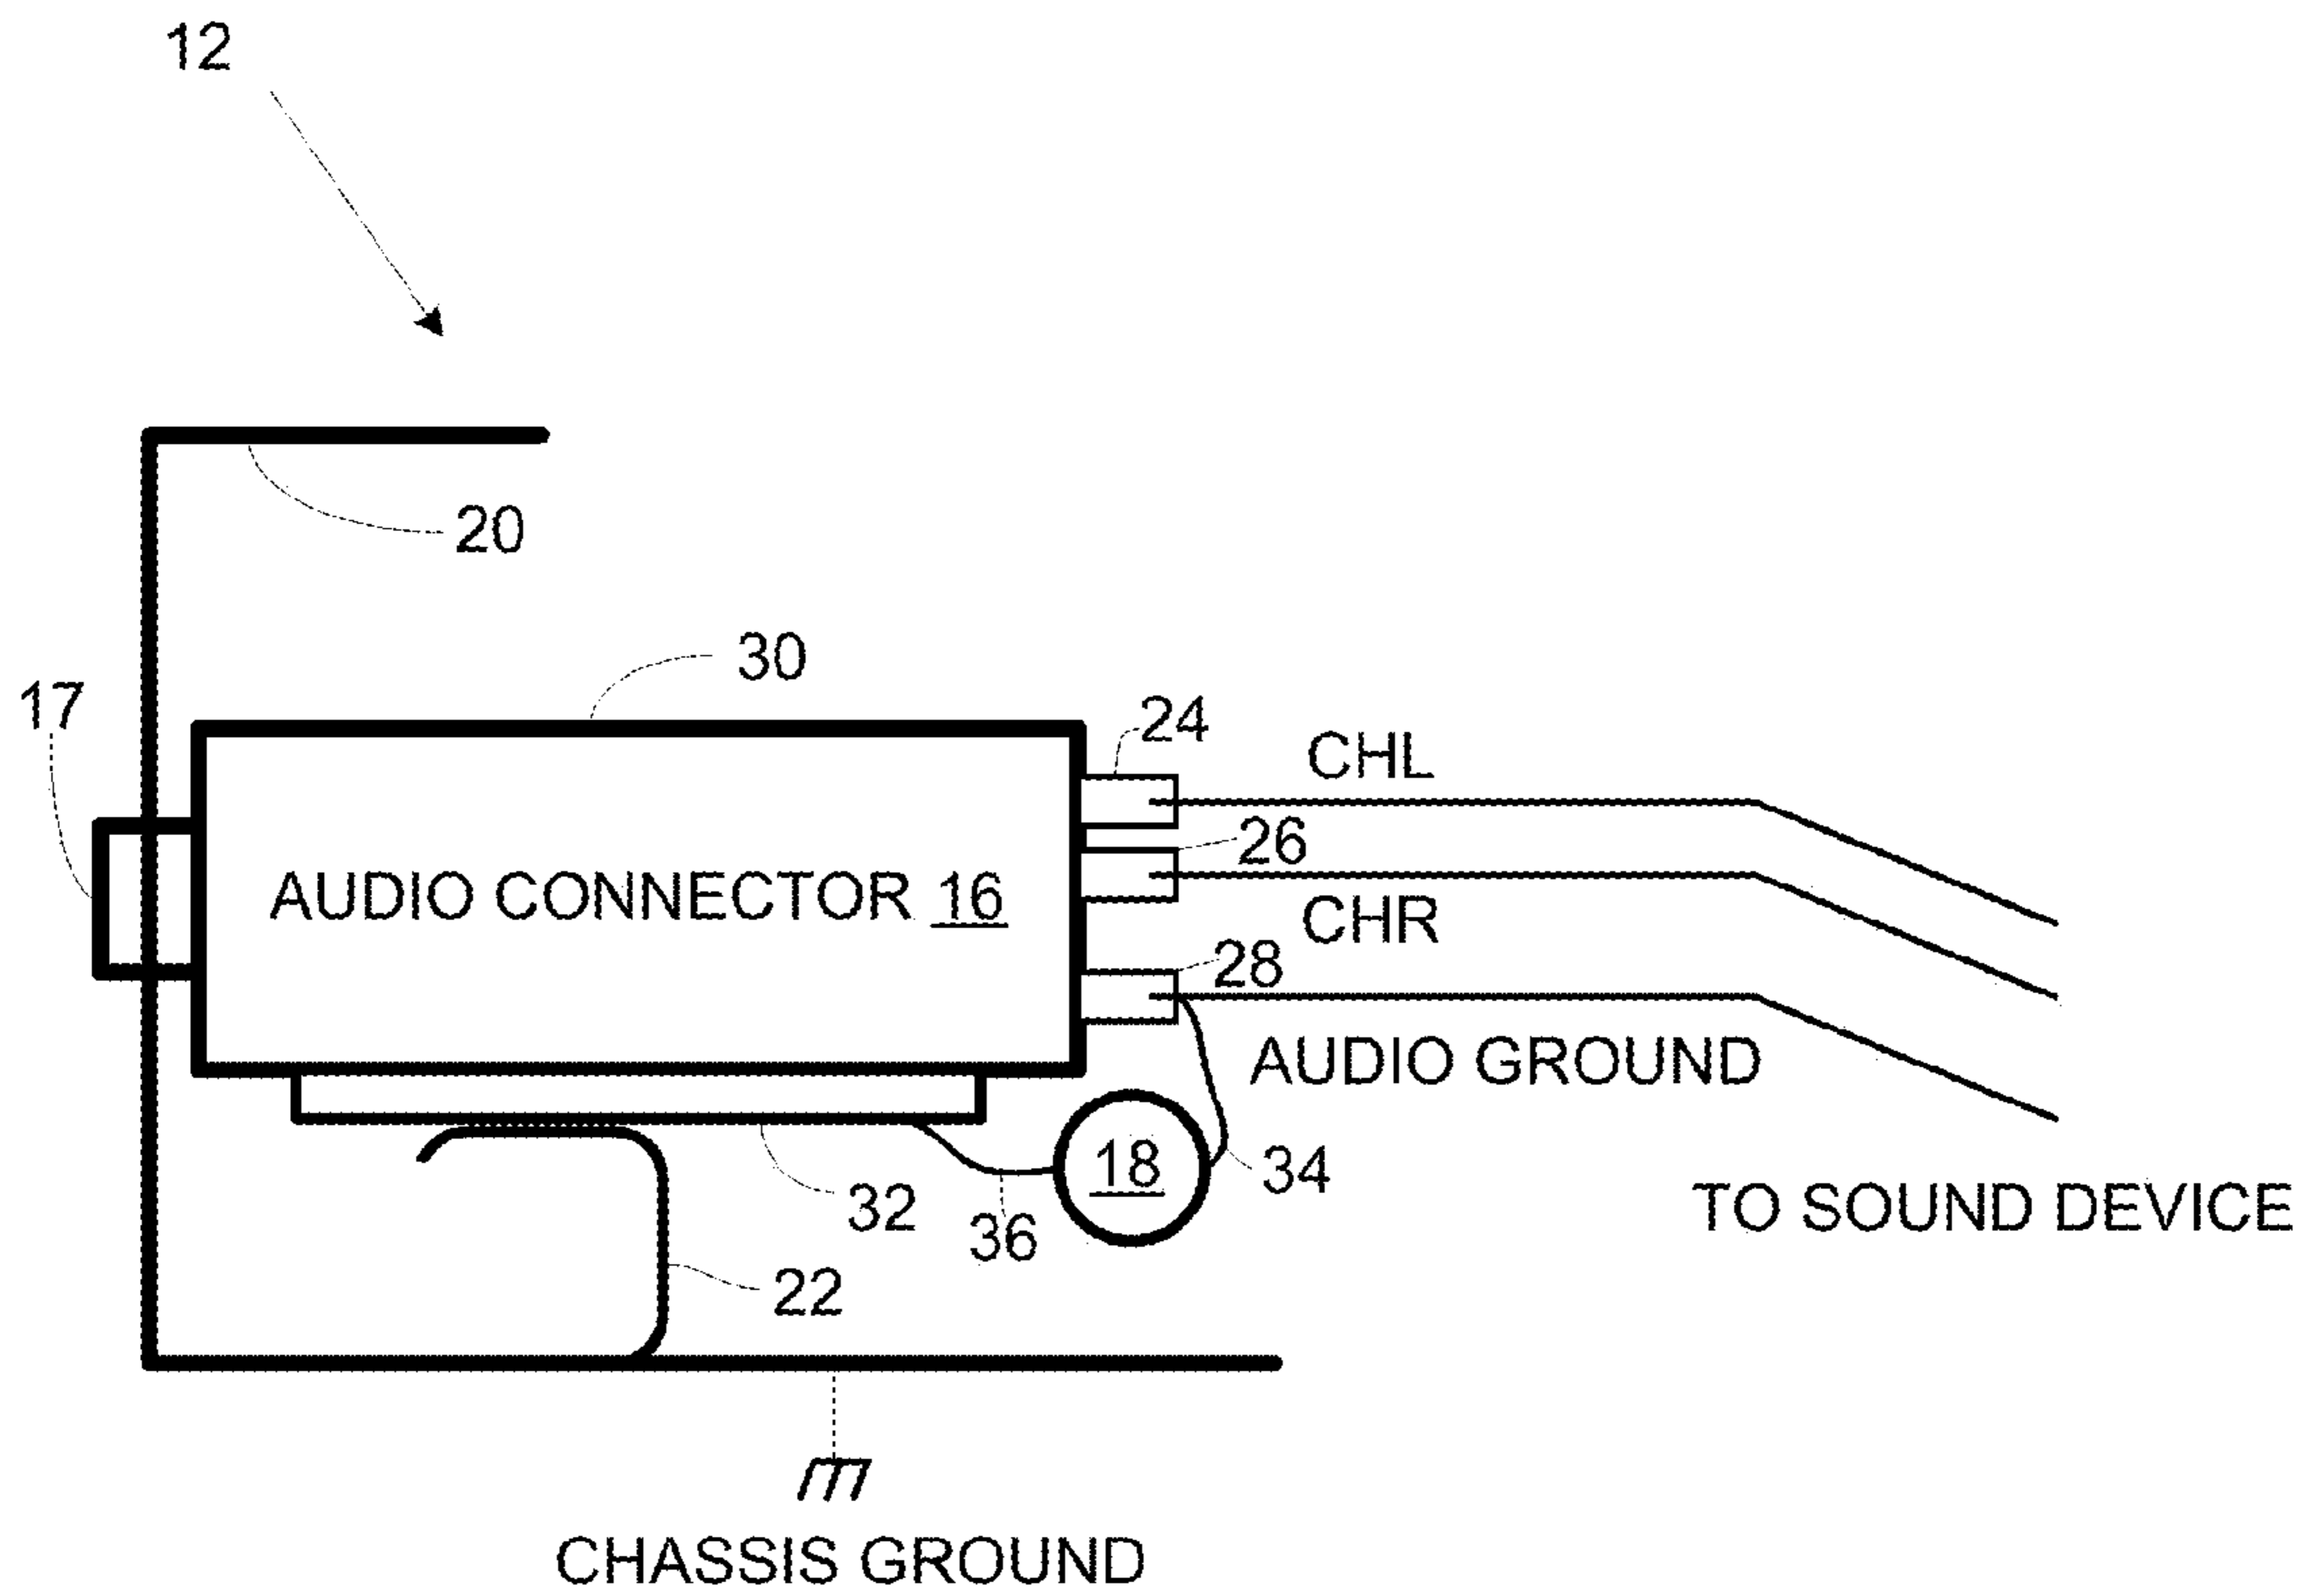 12
20
30
17
24
CHL
26
AUDIO CONNECTOR 16
CHR
28
AUDIO GROUND
18
34
32
36
TO SOUND DEVICE
22
CHASSIS GROUND